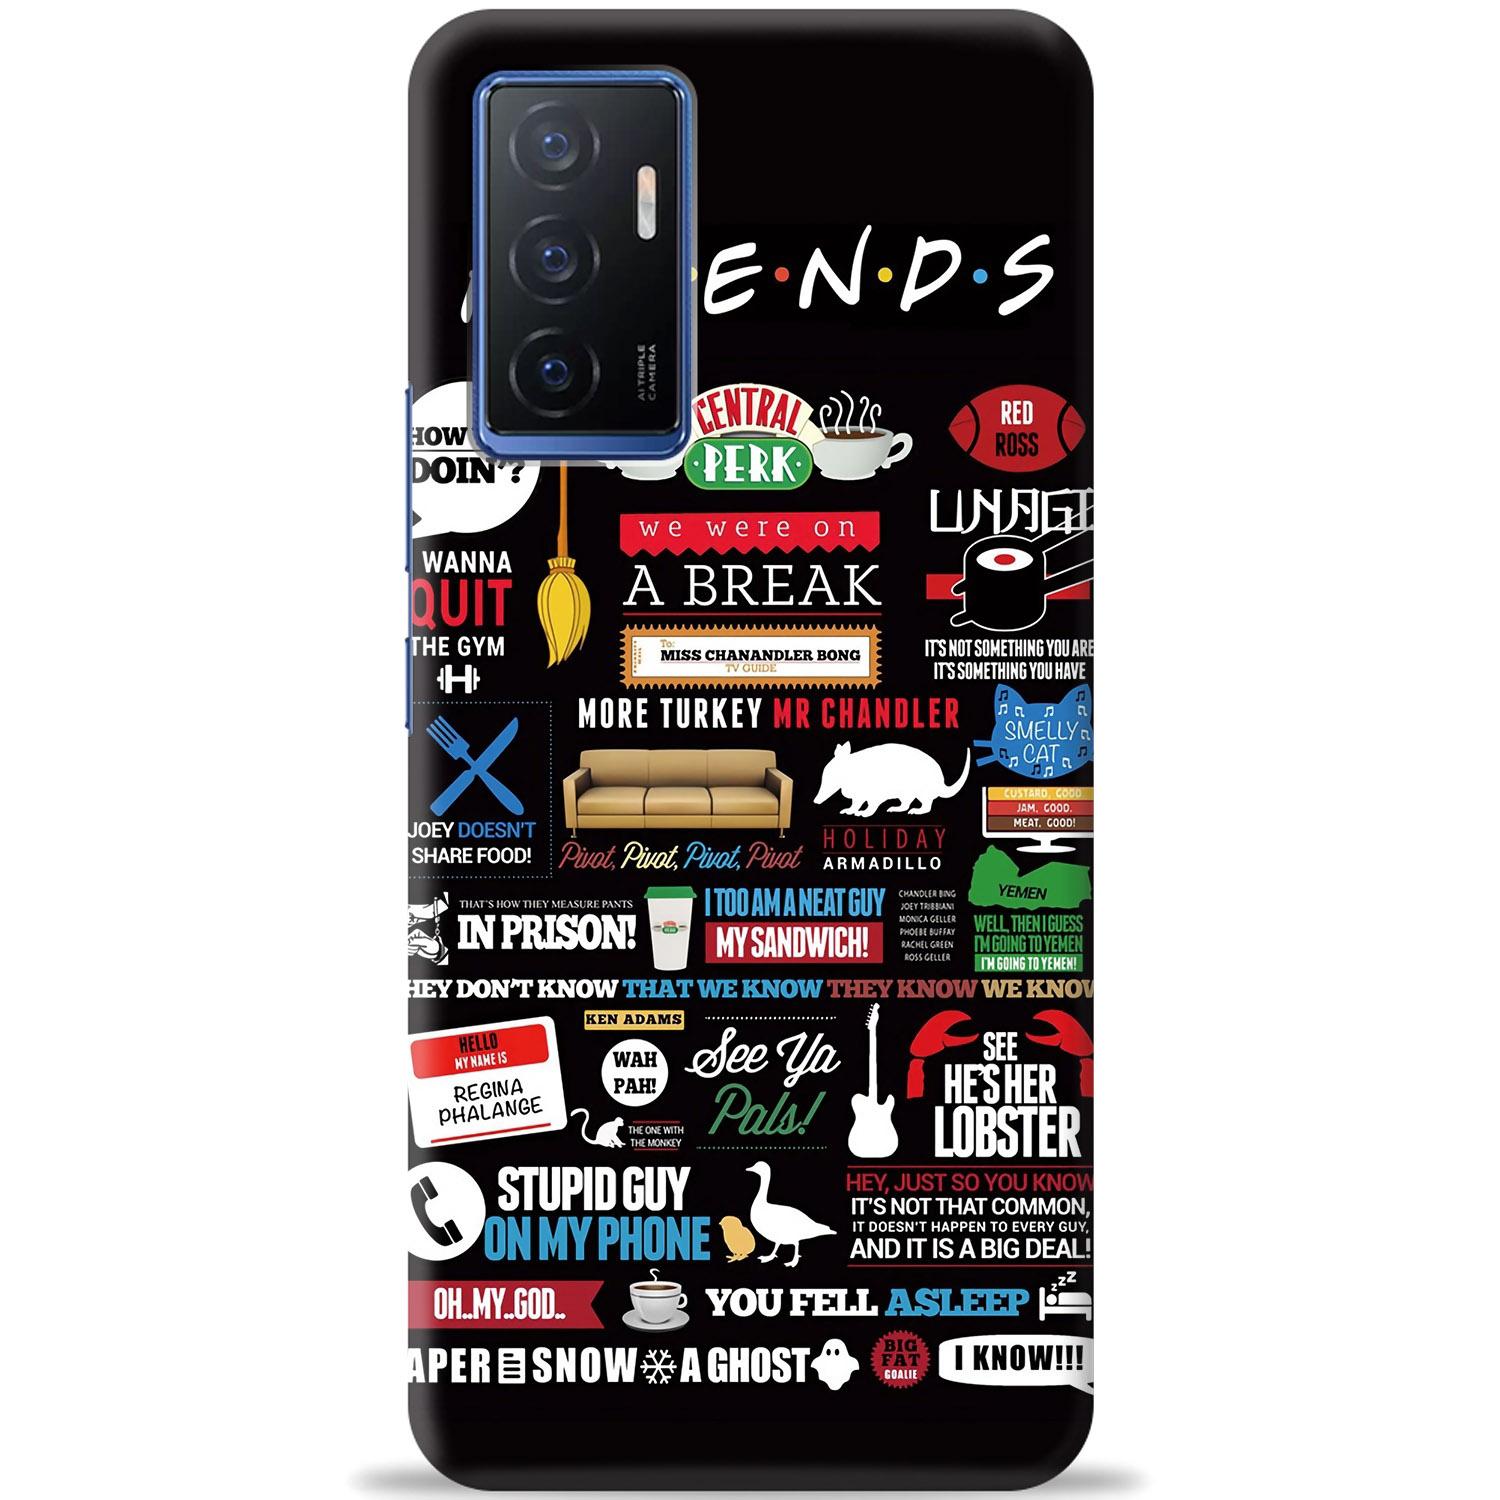 E·N·D·S
AI TRIPLE
CAMERA
HOW
DOIN'?
CENTRAL
·PERK·
RED
ROSS
UNAGI
we were on
A BREAK
WANNA
QUIT
THE GYM
To:
MISS CHANANDLER BONG
TV GUIDE
IT'S NOT SOMETHING YOU ARE
IT'S SOMETHING YOU HAVE
MORE TURKEY MR CHANDLER
SMELLY
CAT
CUSTARD, GOOD.
JAM, GOOD.
MEAT, GOOD!
JOEY DOESN'T
SHARE FOOD!
Pivot, Pivot, Pivot, Pivot
HOLIDAY
ARMADILLO
YEMEN
WELL, THEN I GUESS
I'M GOING TO YEMEN
I'M GOING TO YEMEN!
THAT'S HOW THEY MEASURE PANTS
IN PRISON!
I TOO AM A NEAT GUY
MY SANDWICH!
CHANDLER BING
JOEY TRIBBIANI
MONICA GELLER
PHOEBE BUFFAY
RACHEL GREEN
ROSS GELLER
HEY DON'T KNOW THAT WE KNOW THEY KNOW WE KNOW
KEN ADAMS
HELLO
MY NAME IS
REGINA
PHALANGE
WAH
PAH!
THE ONE WITH
THE MONKEY
See Ya
Pals!
SEE
HE'S HER
LOBSTER
STUPID GUY
ON MY PHONE
HEY, JUST SO YOU KNOW
IT'S NOT THAT COMMON,
IT DOESN'T HAPPEN TO EVERY GUY,
AND IT IS A BIG DEAL!
OH..MY..GOD..
YOU FELL ASLEEP
zzZ
APER SNOW A GHOST
BIG
FAT
GOALIE
I KNOW!!!